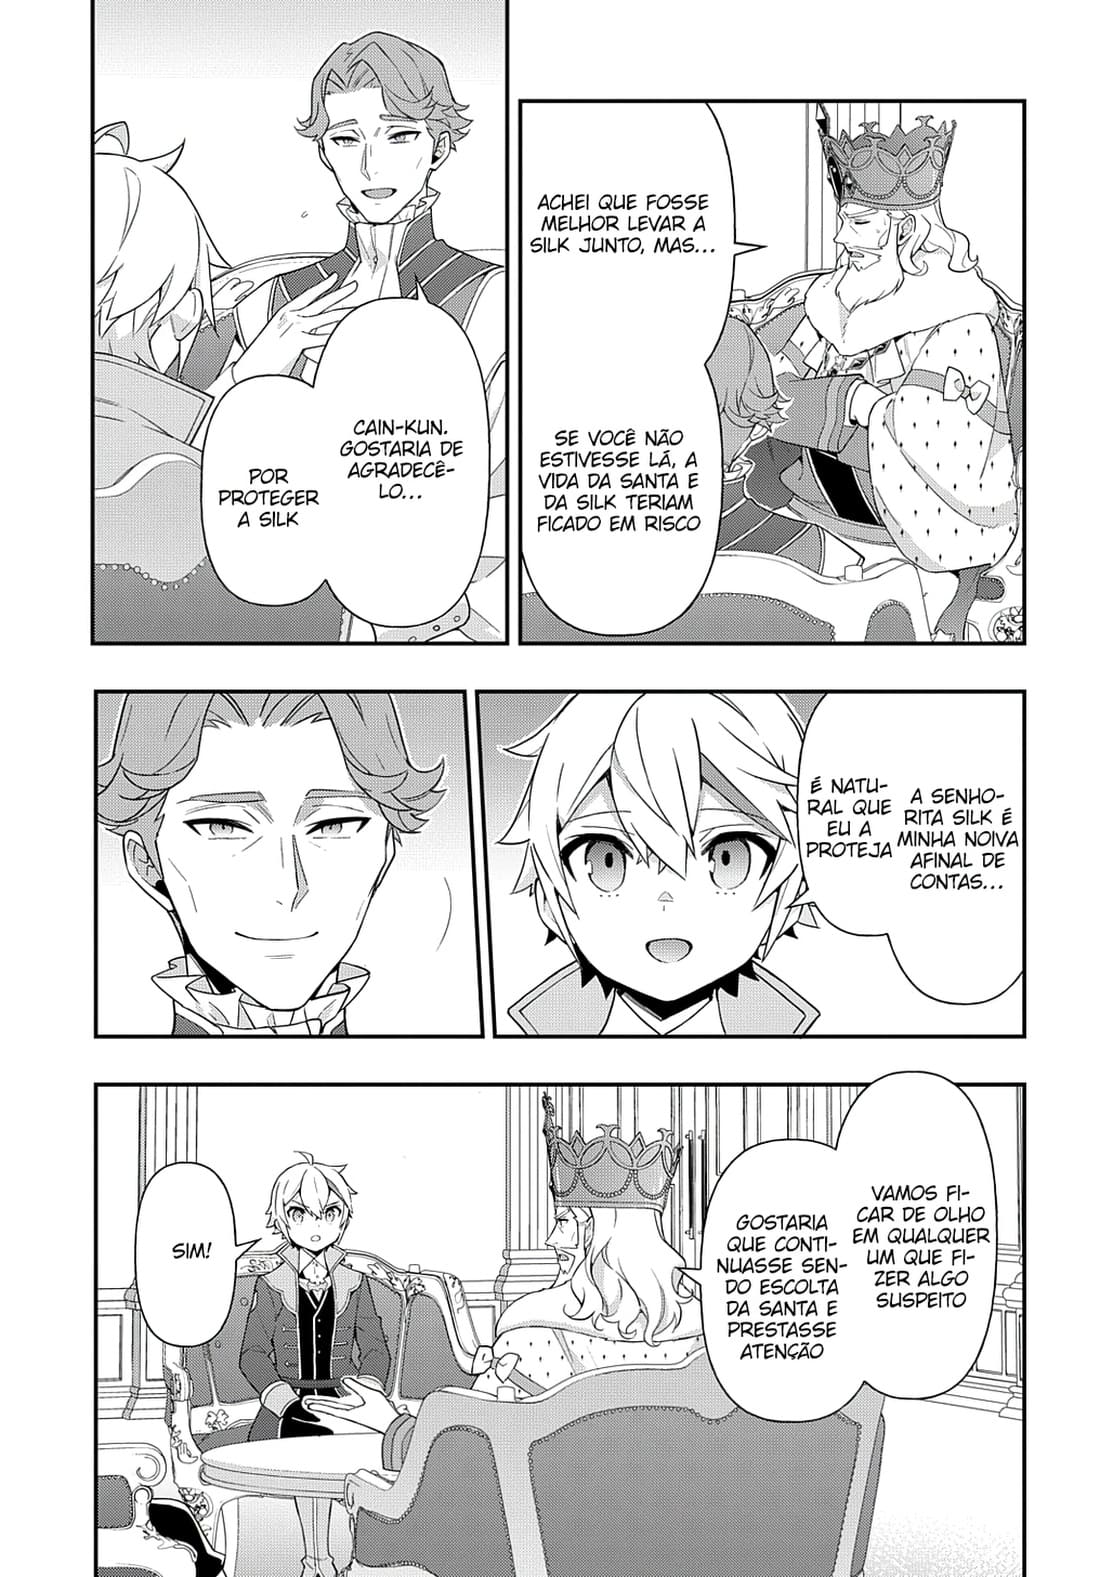 ACHEI QUE FOSSE
MELHOR LEVAR A
SILK JUNTO, MAS...
SE VOCÊ NÃO
ESTIVESSE LÁ, A
VIDA DA SANTA E
DA SILK TERIAM
FICADO EM RISCO
CAIN-KUN.
GOSTARIA DE
AGRADECÊ-
LO...
POR
PROTEGER
A SILK
A SENHO-
RITA SILK É
MINHA NOIVA
AFINAL DE
CONTAS...
É NATU-
RAL QUE
EU A
PROTEJA
VAMOS FI-
CAR DE OLHO
EM QUALQUER
UM QUE FI-
ZER ALGO
SUSPEITO
GOSTARIA
QUE CONTI-
NUASSE SEN-
DO ESCOLTA
DA SANTA E
PRESTASSE
ATENÇÃO
SIM!